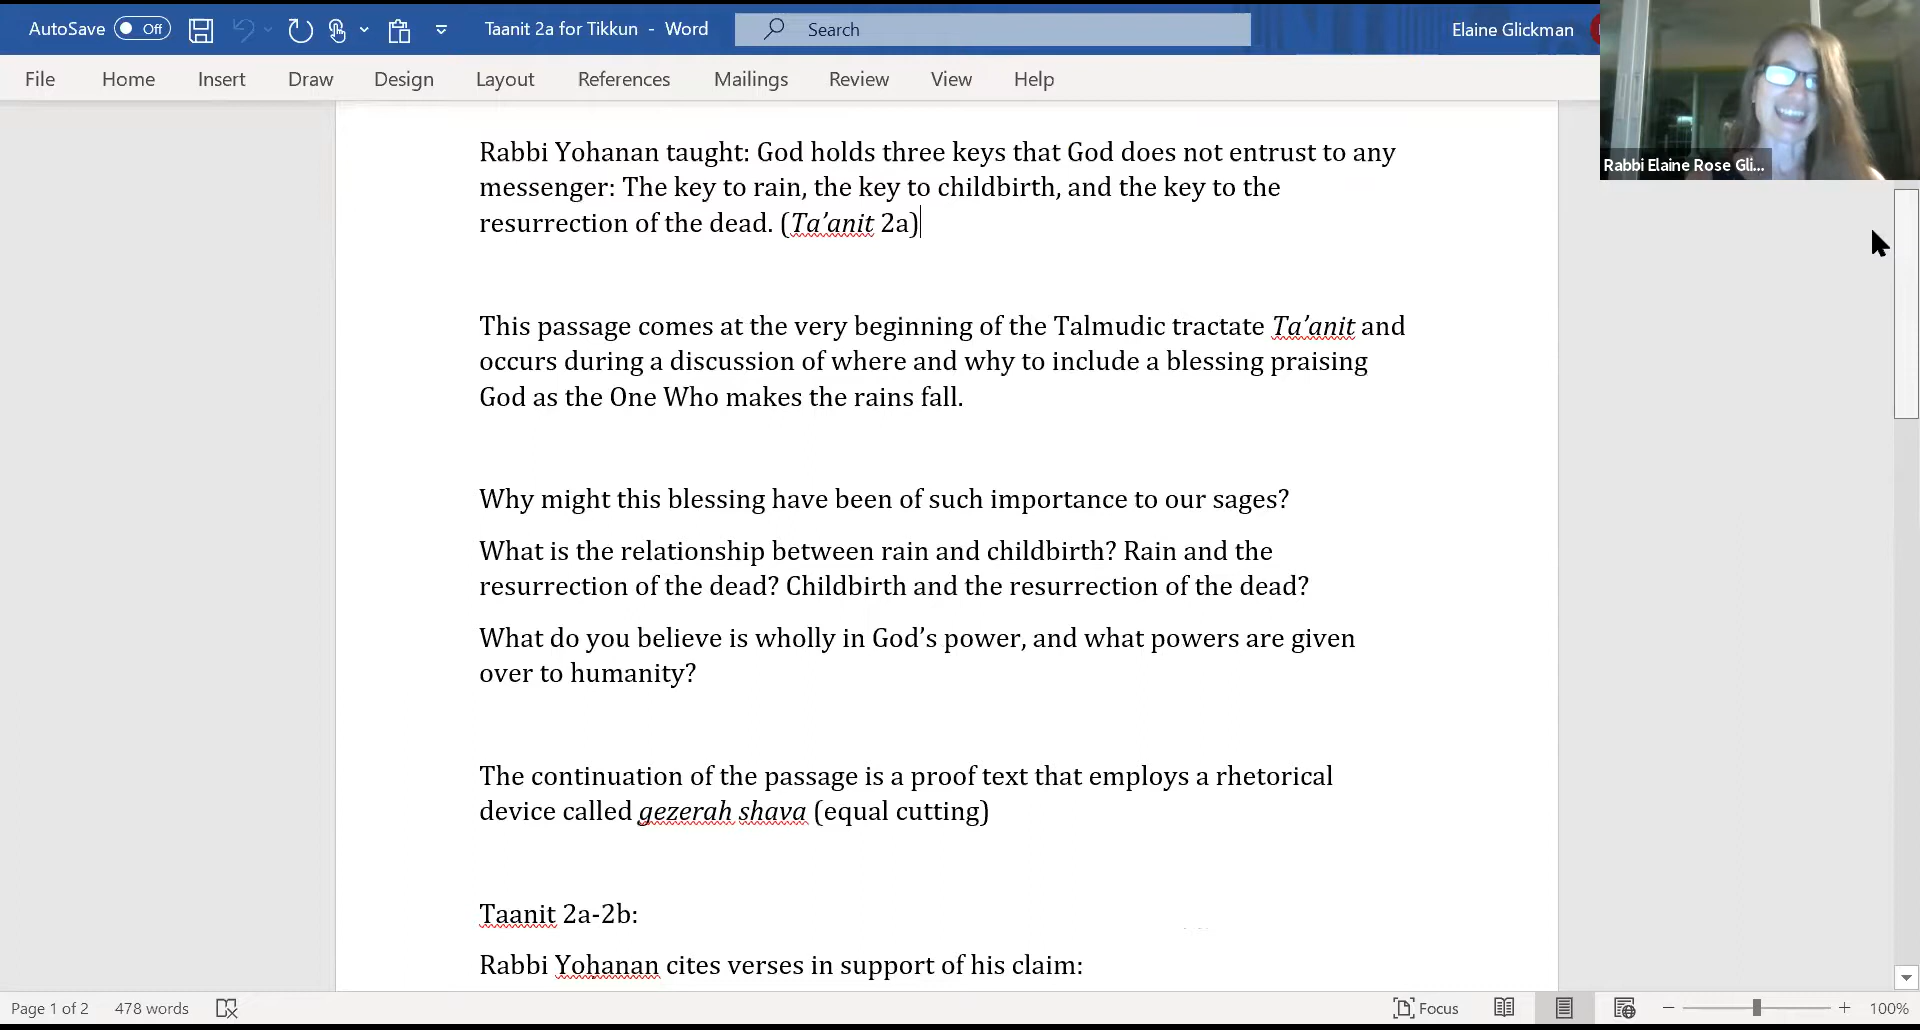 AutoSave Off Taanit 2a for Tikkun - Word Search Elaine Glickman
File Home Insert Draw Design Layout References Mailings Review View Help
Rabbi Elaine Rose Gli...
Rabbi Yohanan taught: God holds three keys that God does not entrust to any
messenger: The key to rain, the key to childbirth, and the key to the
resurrection of the dead. (Ta’anit 2a)
This passage comes at the very beginning of the Talmudic tractate Ta’anit and
occurs during a discussion of where and why to include a blessing praising
God as the One Who makes the rains fall.
Why might this blessing have been of such importance to our sages?
What is the relationship between rain and childbirth? Rain and the
resurrection of the dead? Childbirth and the resurrection of the dead?
What do you believe is wholly in God’s power, and what powers are given
over to humanity?
The continuation of the passage is a proof text that employs a rhetorical
device called gezerah shava (equal cutting)
Taanit 2a-2b:
Rabbi Yohanan cites verses in support of his claim:
Page 1 of 2 478 words Focus 100%